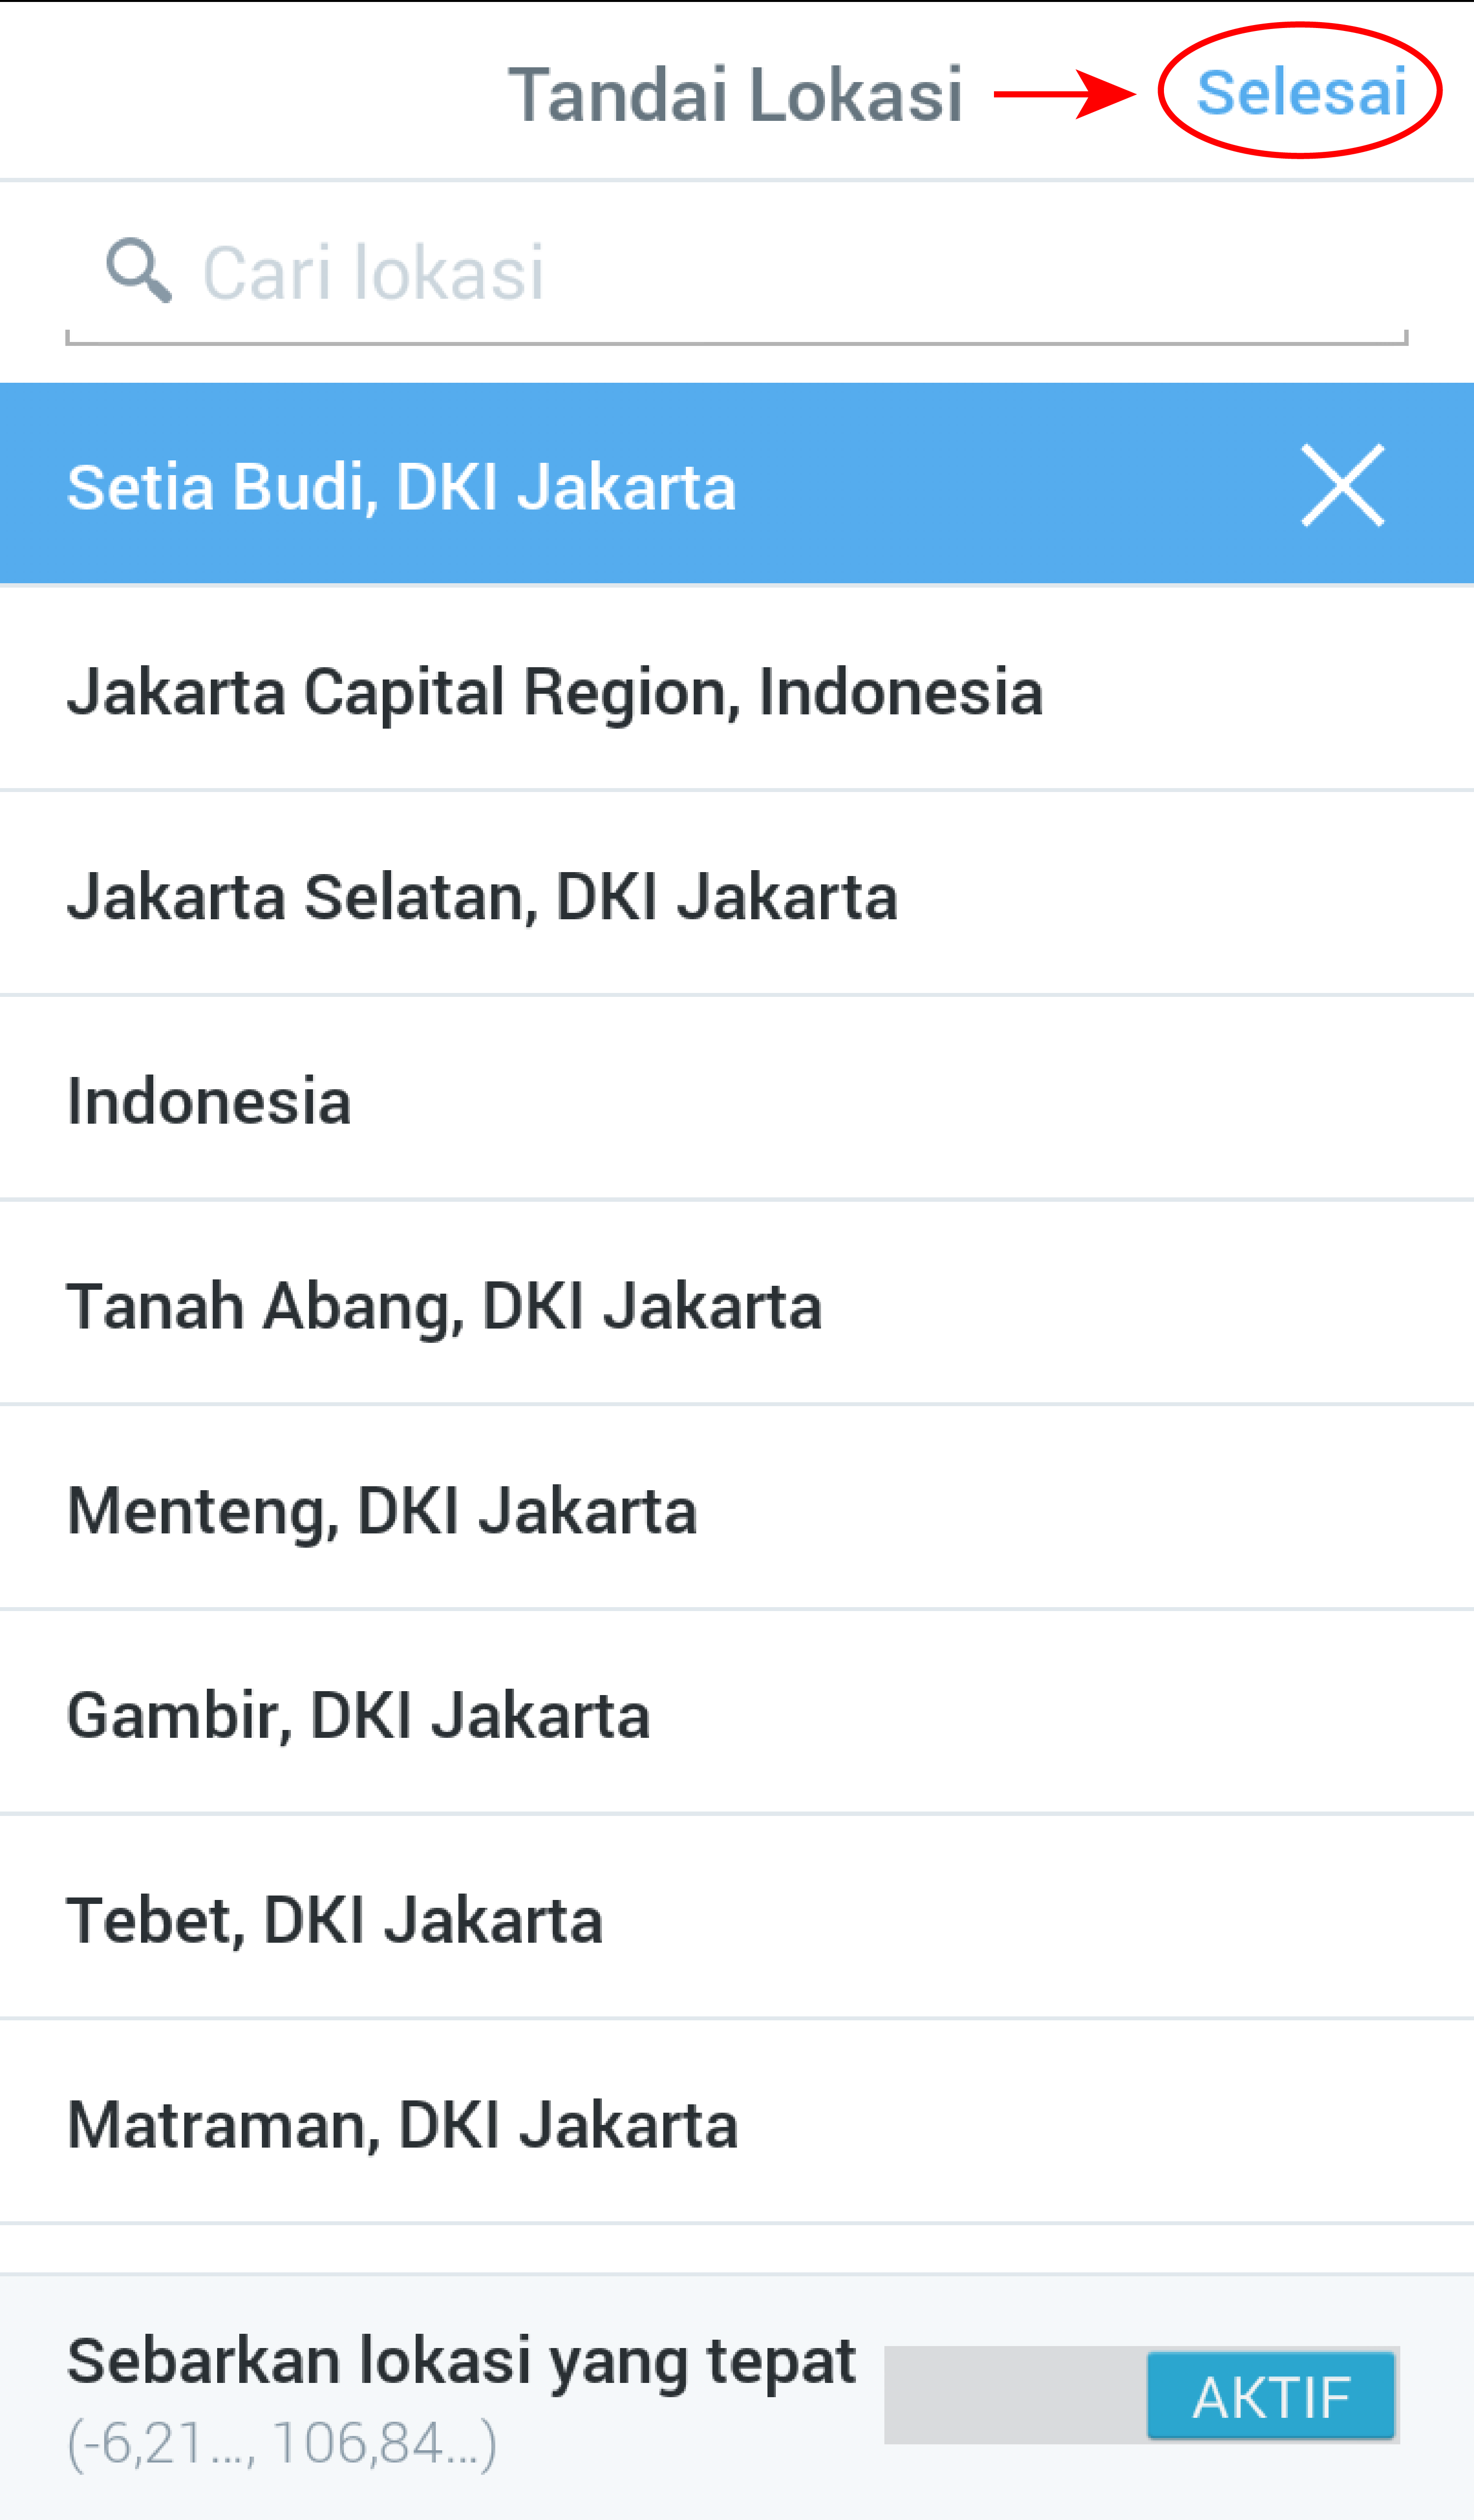 Tandai Lokasi
Selesai
Cari lokasi
Setia Budi, DKI Jakarta
Jakarta Capital Region, Indonesia
Jakarta Selatan, DKI Jakarta
Indonesia
Tanah Abang, DKI Jakarta
Menteng, DKI Jakarta
Gambir, DKI Jakarta
Tebet, DKI Jakarta
Matraman, DKI Jakarta
Sebarkan lokasi yang tepat
AKTIF
(-6,21..., 106,84...)